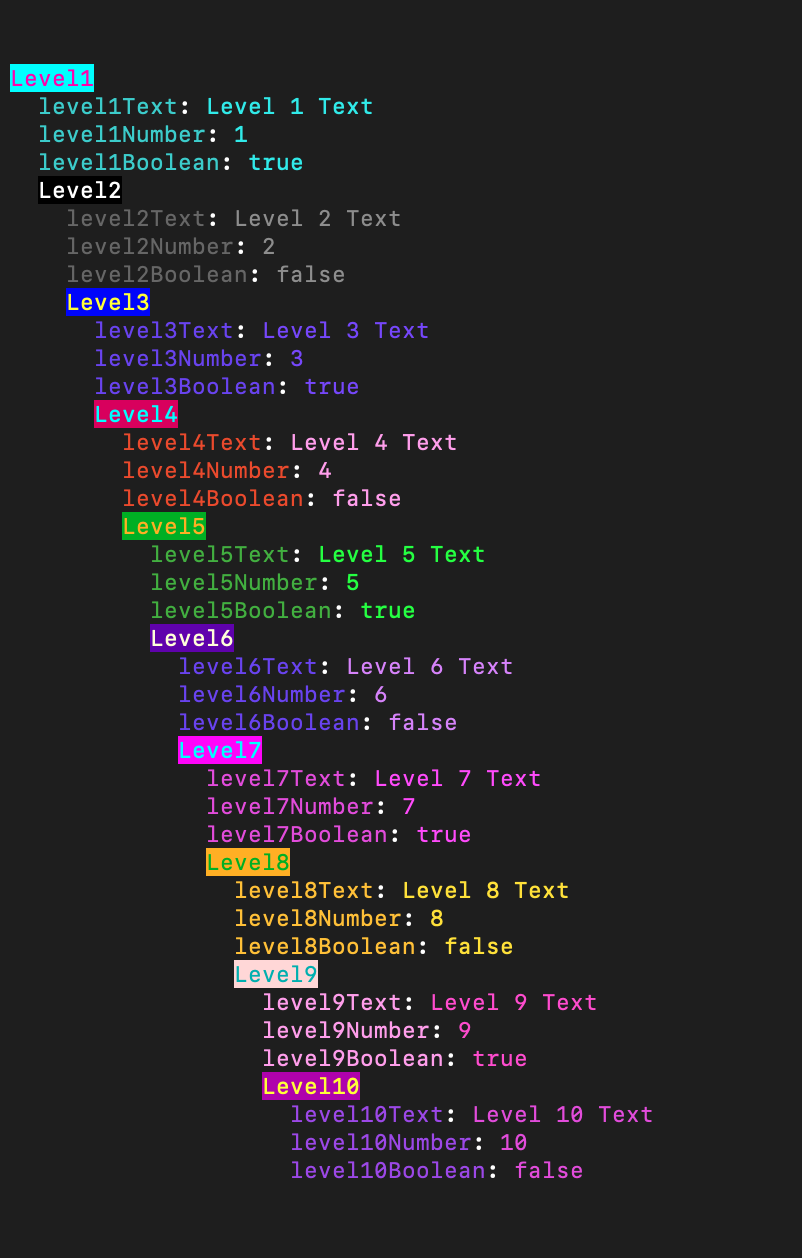 Level1
level1Text: Level 1 Text
level1Number: 1
level1Boolean: true
Level2
level2Text: Level 2 Text
level2Number: 2
level2Boolean: false
Level3
level3Text: Level 3 Text
level3Number: 3
level3Boolean: true
Level4
level4Text: Level 4 Text
level4Number: 4
level4Boolean: false
Level5
level5Text: Level 5 Text
level5Number: 5
level5Boolean: true
Level6
level6Text: Level 6 Text
level6Number: 6
level6Boolean: false
Level7
level7Text: Level 7 Text
level7Number: 7
level7Boolean: true
Level8
level8Text: Level 8 Text
level8Number: 8
level8Boolean: false
Level9
level9Text: Level 9 Text
level9Number: 9
level9Boolean: true
Level10
level10Text: Level 10 Text
level10Number: 10
level10Boolean: false